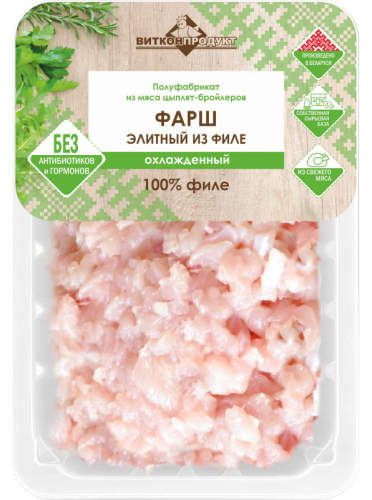 ВИТКОНПРОДУКТ
ПРОИЗВЕДЕНО
В БЕЛАРУСИ
Полуфабрикат
из мяса цыплят-бройлеров
ФАРШ
ЭЛИТНЫЙ ИЗ ФИЛЕ
охлажденный
100% филе
БЕЗ
АНТИБИОТИКОВ
И ГОРМОНОВ
СОБСТВЕННАЯ
СЫРЬЕВАЯ
БАЗА
ИЗ СВЕЖЕГО
МЯСА